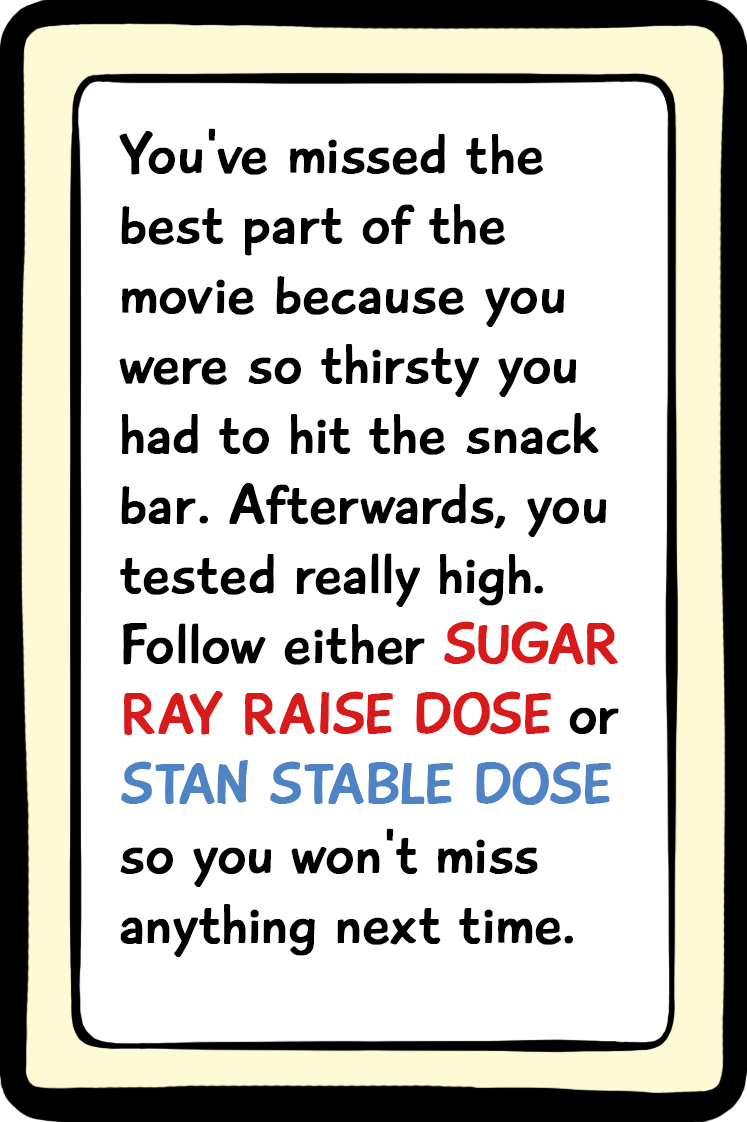 You've missed the
best part of the
movie because you
were so thirsty you
had to hit the snack
bar. Afterwards, you
tested really high.
Follow either SUGAR
RAY RAISE DOSE or
STAN STABLE DOSE
so you won't miss
anything next time.